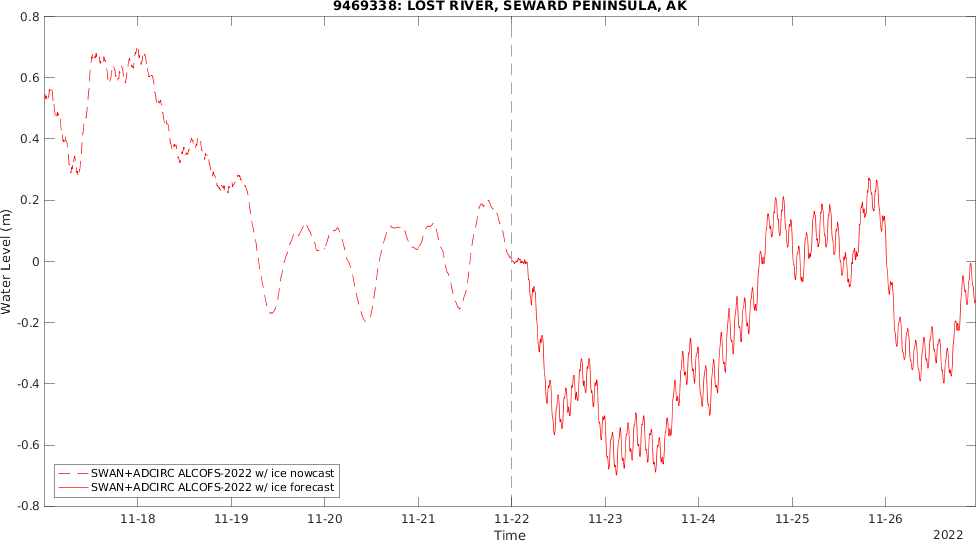 9469338: LOST RIVER, SEWARD PENINSULA, AK
0.8
0.6
0.4
0.2
0
-0.2
-0.4
-0.6
-0.8
Water Level (m)
SWAN+ADCIRC ALCOFS-2022 w/ ice nowcast
SWAN+ADCIRC ALCOFS-2022 w/ ice forecast
11-18 11-19 11-20 11-21 11-22 11-23 11-24 11-25 11-26
Time
2022